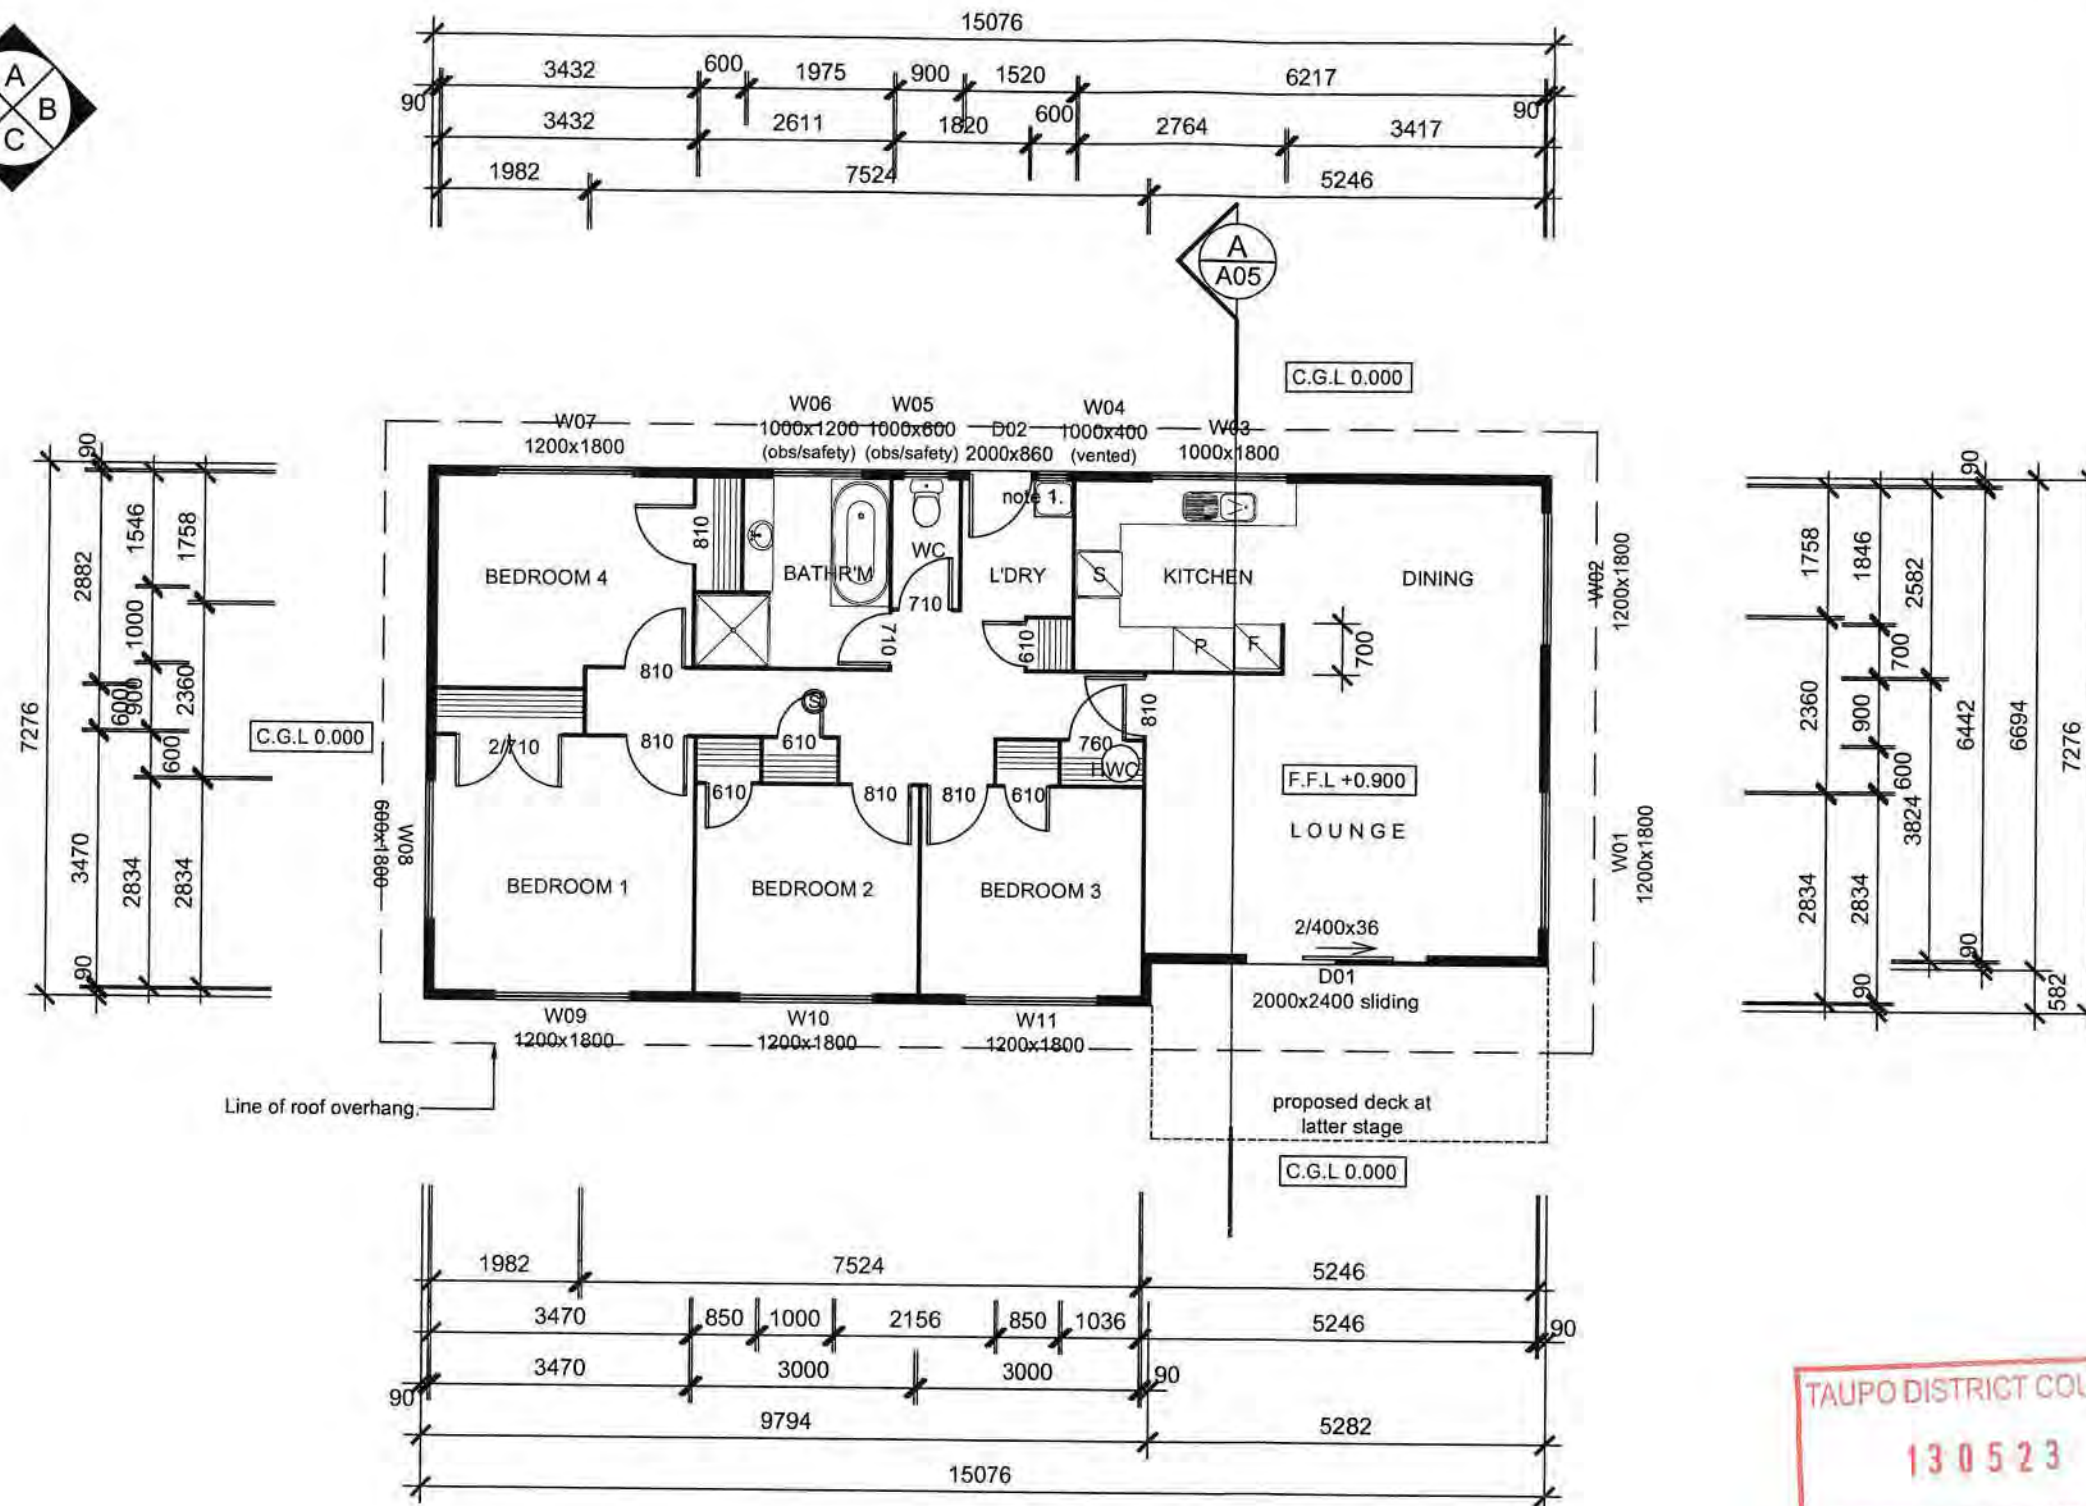 15076
3432 600 1975 900 1520 6217
90 90
3432 2611 1820 600 2764 3417
1982 7524 5246
A
B
C
A
A05
C.G.L 0.000
W07
1200x1800
W06
1000x1200
(obs/safety)
W05
1000x600
(obs/safety)
D02
2000x860
W04
1000x400
(vented)
W03
1000x1800
note 1.
810
WC
BEDROOM 4
BATHR'M
L'DRY
S
KITCHEN
DINING
710
710
610
P
F
700
810
S
810
C.G.L 0.000
2/710
810
610
760
HWC
610
810
810
610
F.F.L +0.900
LOUNGE
BEDROOM 1
BEDROOM 2
BEDROOM 3
2/400x36
D01
2000x2400 sliding
W08
600x1800
W02
1200x1800
W01
1200x1800
W09
1200x1800
W10
1200x1800
W11
1200x1800
Line of roof overhang.
proposed deck at
latter stage
C.G.L 0.000
7276
90
2882
600
3470
90
1546
1000
900
600
2834
1758
2360
2834
1758
2360
2834
1846
700
900
600
2834
90
2582
3824
90
6442
90
6694
582
7276
1982 7524 5246
3470 850 1000 2156 850 1036 5246
90
3470 3000 3000
90 90
9794 5282
15076
TAUPO DISTRICT COU
130523